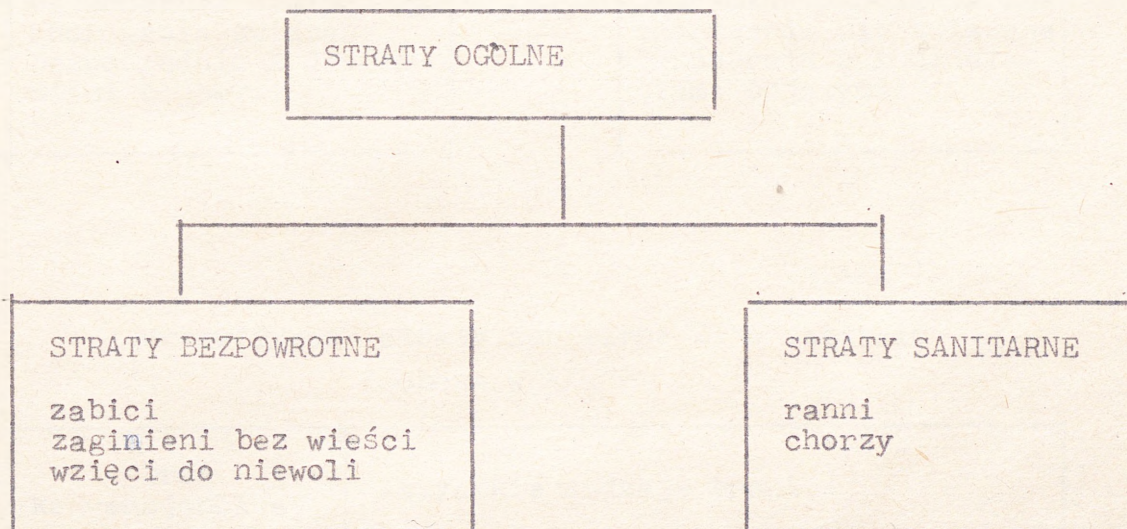 STRATY OGÓLNE
STRATY BEZPOWROTNE
zabici
zaginieni bez wieści
wzięci do niewoli
STRATY SANITARNE
ranni
chorzy